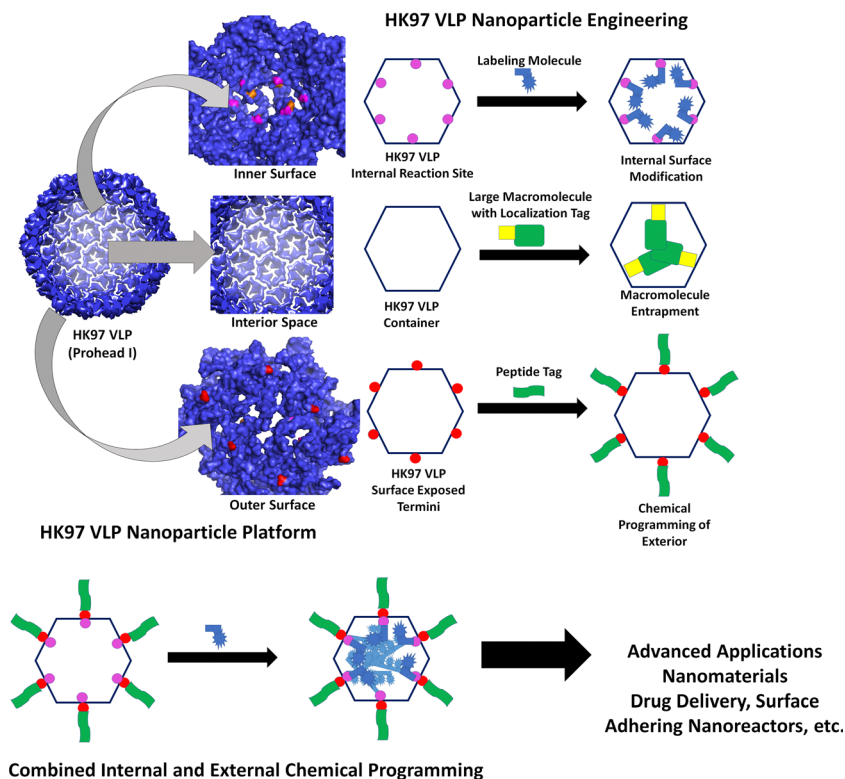 HK97 VLP Nanoparticle Engineering
Inner Surface
HK97 VLP
Internal Reaction Site
Labeling Molecule
Internal Surface
Modification
HK97 VLP
(Prohead I)
Interior Space
HK97 VLP
Container
Large Macromolecule
with Localization Tag
Macromolecule
Entrapment
Outer Surface
HK97 VLP
Surface Exposed
Termini
Peptide Tag
Chemical
Programming of
Exterior
HK97 VLP Nanoparticle Platform
Advanced Applications
Nanomaterials
Drug Delivery, Surface
Adhering Nanoreactors, etc.
Combined Internal and External Chemical Programming